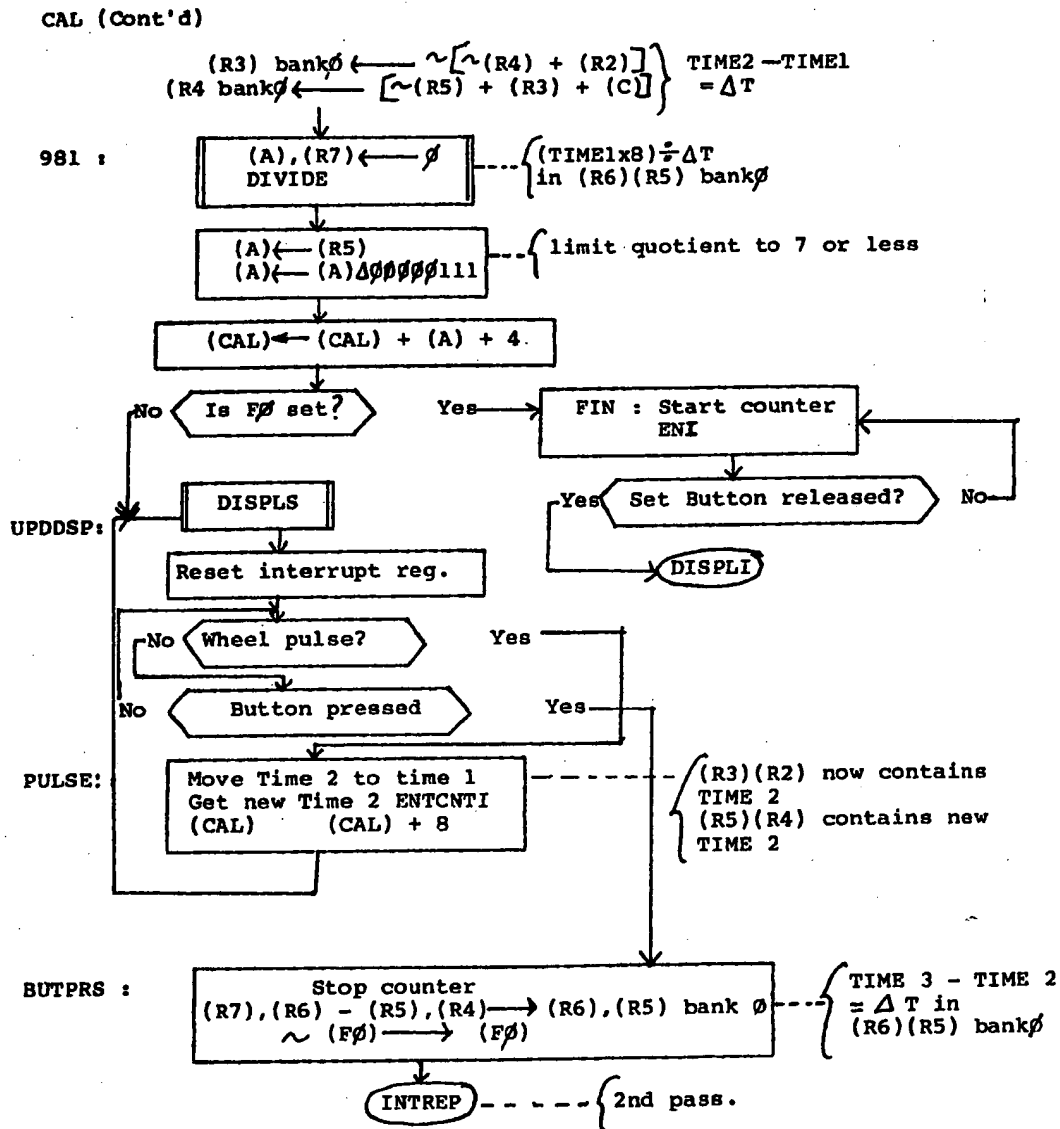 CAL (Cont'd)
(R3) bankØ ← ~[~(R4) + (R2)] } TIME2 - TIME1
(R4 bankØ ← [~(R5) + (R3) + (C)] = ΔT
981 :
(A),(R7) ← Ø
DIVIDE
(TIME1x8) ÷ ΔT
in (R6)(R5) bankØ
(A) ← (R5)
(A) ← (A)ΔØØØØØ111
limit quotient to 7 or less
(CAL) ← (CAL) + (A) + 4
No
Is FØ set?
Yes
FIN : Start counter
ENI
Yes
Set Button released?
No
DISPLI
UPDDSP:
DISPLS
Reset interrupt reg.
No
Wheel pulse?
Yes
No
Button pressed
Yes
PULSE:
Move Time 2 to time 1
Get new Time 2 ENTCNTI
(CAL) (CAL) + 8
(R3)(R2) now contains
TIME 2
(R5)(R4) contains new
TIME 2
BUTPRS :
Stop counter
(R7),(R6) - (R5),(R4) → (R6),(R5) bank Ø
~ (FØ) → (FØ)
TIME 3 - TIME 2
= ΔT in
(R6)(R5) bankØ
INTREP
2nd pass.